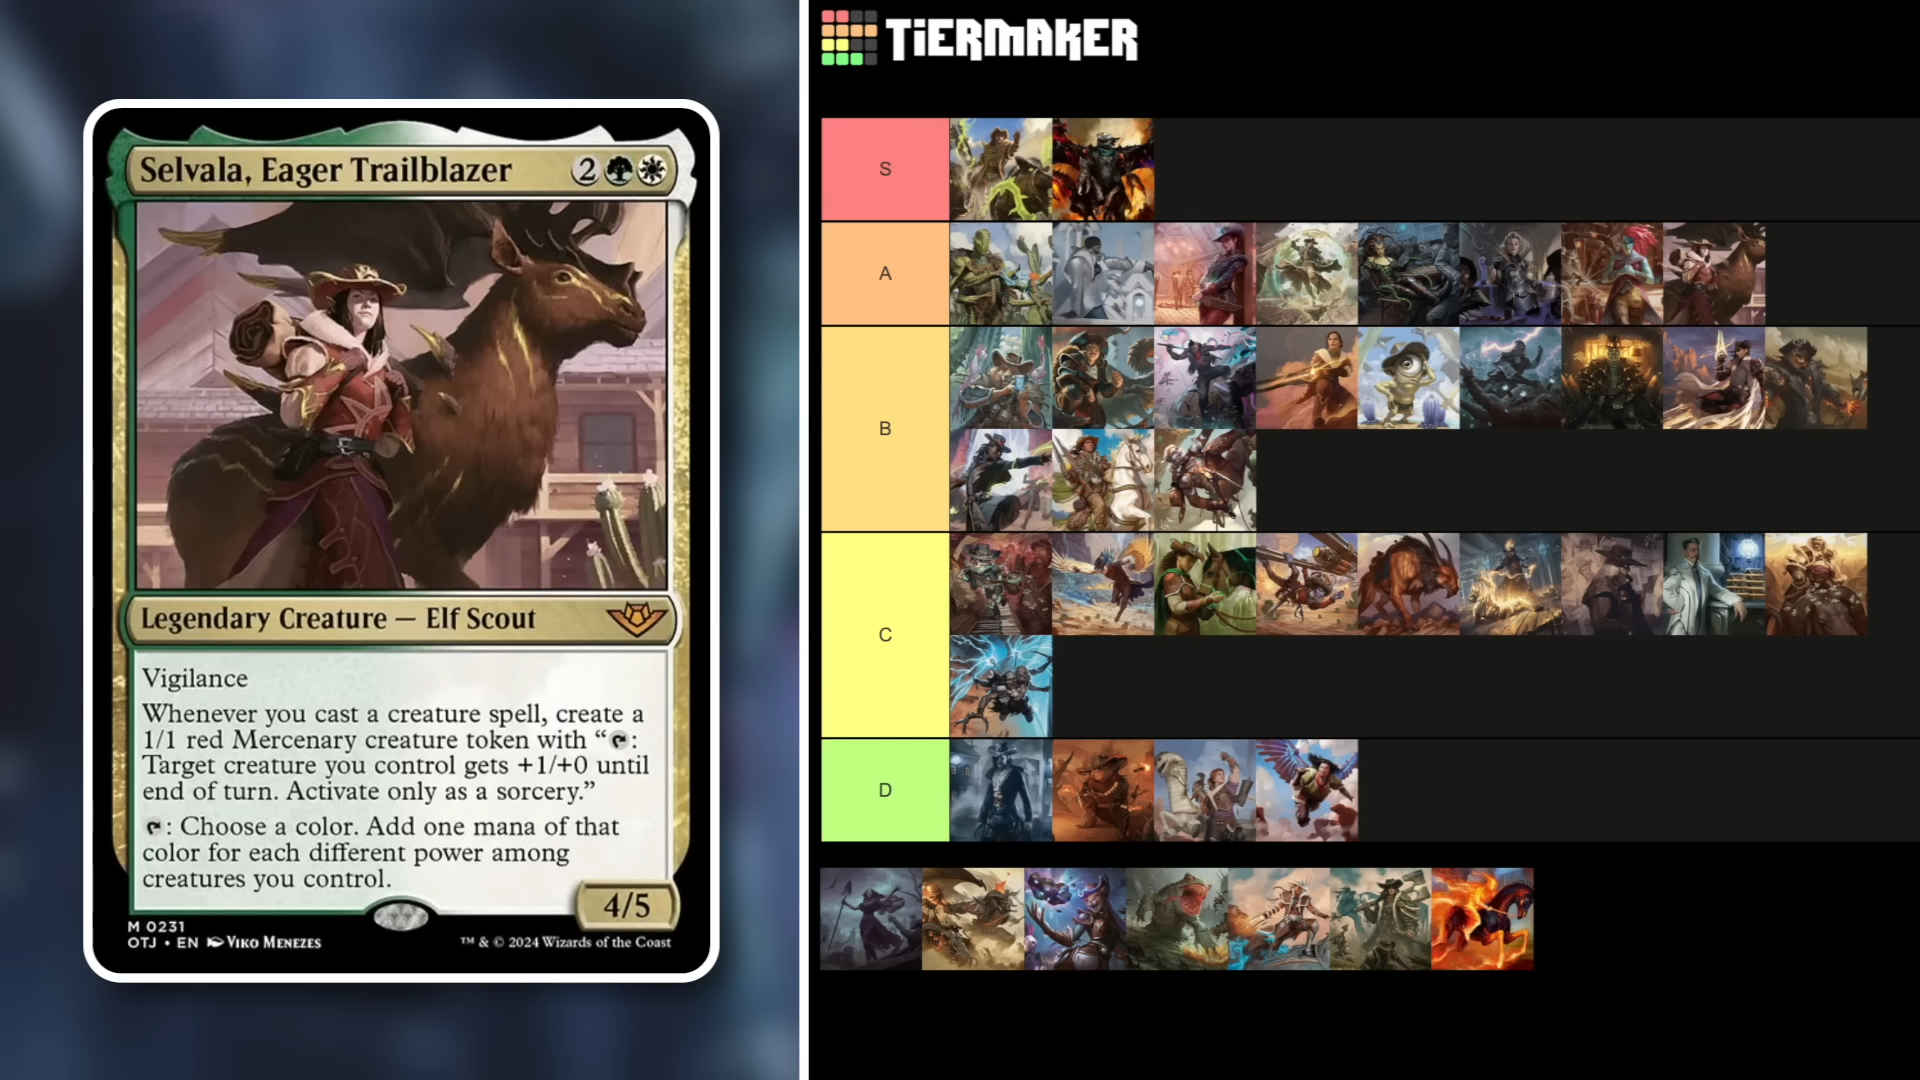 Selvala, Eager Trailblazer 2
Legendary Creature — Elf Scout
Vigilance
Whenever you cast a creature spell, create a
1/1 red Mercenary creature token with “:
Target creature you control gets +1/+0 until
end of turn. Activate only as a sorcery.”
: Choose a color. Add one mana of that
color for each different power among
creatures you control.
4/5
M 0231
OTJ • EN Viko Menezes
™ & © 2024 Wizards of the Coast
TiERMAKER
S
A
B
C
D